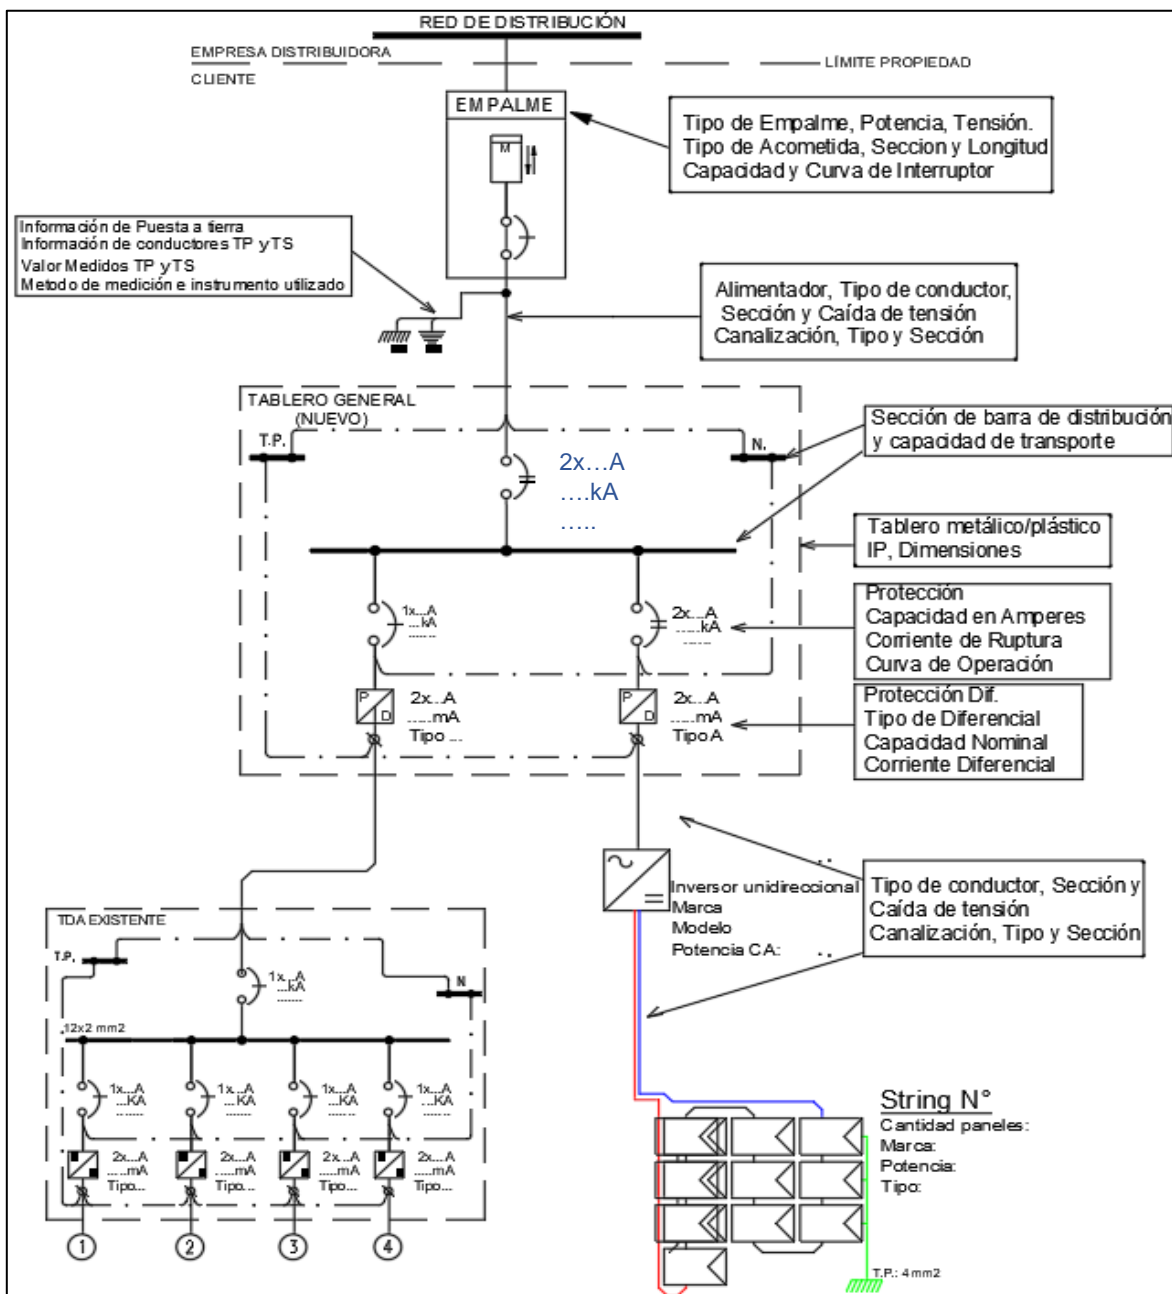 RED DE DISTRIBUCIÓN
EMPRESA DISTRIBUIDORA
CLIENTE
LÍMITE PROPIEDAD
EMPALME
M
Tipo de Empalme, Potencia, Tensión.
Tipo de Acometida, Seccion y Longitud
Capacidad y Curva de Interruptor
Información de Puesta a tierra
Información de conductores TP y TS
Valor Medidos TP y TS
Metodo de medición e instrumento utilizado
Alimentador, Tipo de conductor,
Sección y Caída de tensión
Canalización, Tipo y Sección
TABLERO GENERAL
(NUEVO)
T.P.
N.
2x...A
....kA
.....
Sección de barra de distribución
y capacidad de transporte
Tablero metálico/plástico
IP, Dimensiones
1x...A
...kA
.......
2x...A
.....kA
.......
Protección
Capacidad en Amperes
Corriente de Ruptura
Curva de Operación
P
D
2x...A
.....mA
Tipo ...
P
D
2x...A
.....mA
Tipo A
Protección Dif.
Tipo de Diferencial
Capacidad Nominal
Corriente Diferencial
Inversor unidireccional
Marca
Modelo
Potencia CA:
Tipo de conductor, Sección y
Caída de tensión
Canalización, Tipo y Sección
TDA EXISTENTE
T.P.
N
1x...A
...kA
.......
12x2 mm2
1x...A
...KA
.......
1x...A
...KA
.......
1x...A
...KA
.......
1x...A
...KA
.......
2x...A
.....mA
Tipo...
2x...A
.....mA
Tipo...
2x...A
.....mA
Tipo...
2x...A
.....mA
Tipo...
1
2
3
4
String N°
Cantidad paneles:
Marca:
Potencia:
Tipo:
T.P.: 4mm2